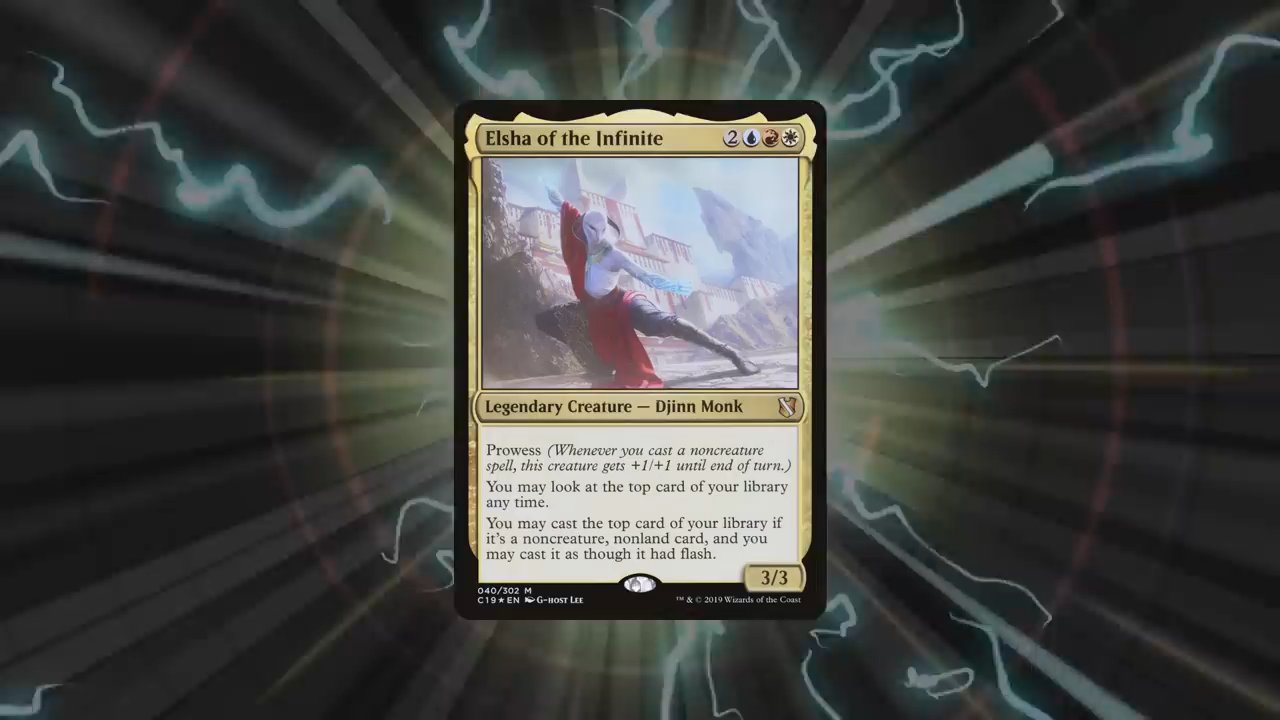 Elsha of the Infinite 2
Legendary Creature — Djinn Monk
Prowess (Whenever you cast a noncreature
spell, this creature gets +1/+1 until end of turn.)
You may look at the top card of your library
any time.
You may cast the top card of your library if
it's a noncreature, nonland card, and you
may cast it as though it had flash.
3/3
040/302 M
C19★EN G-host Lee
™ & © 2019 Wizards of the Coast